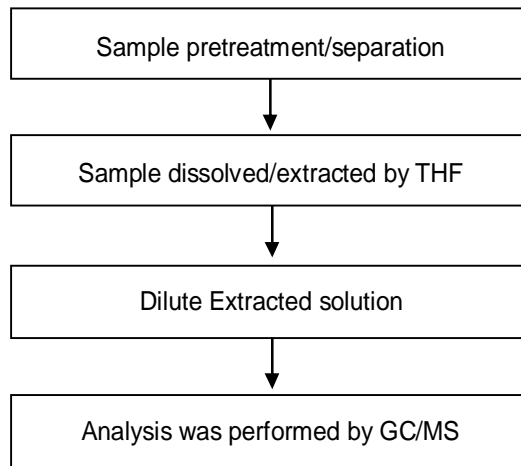 Sample pretreatment/separation
Sample dissolved/extracted by THF
Dilute Extracted solution
Analysis was performed by GC/MS